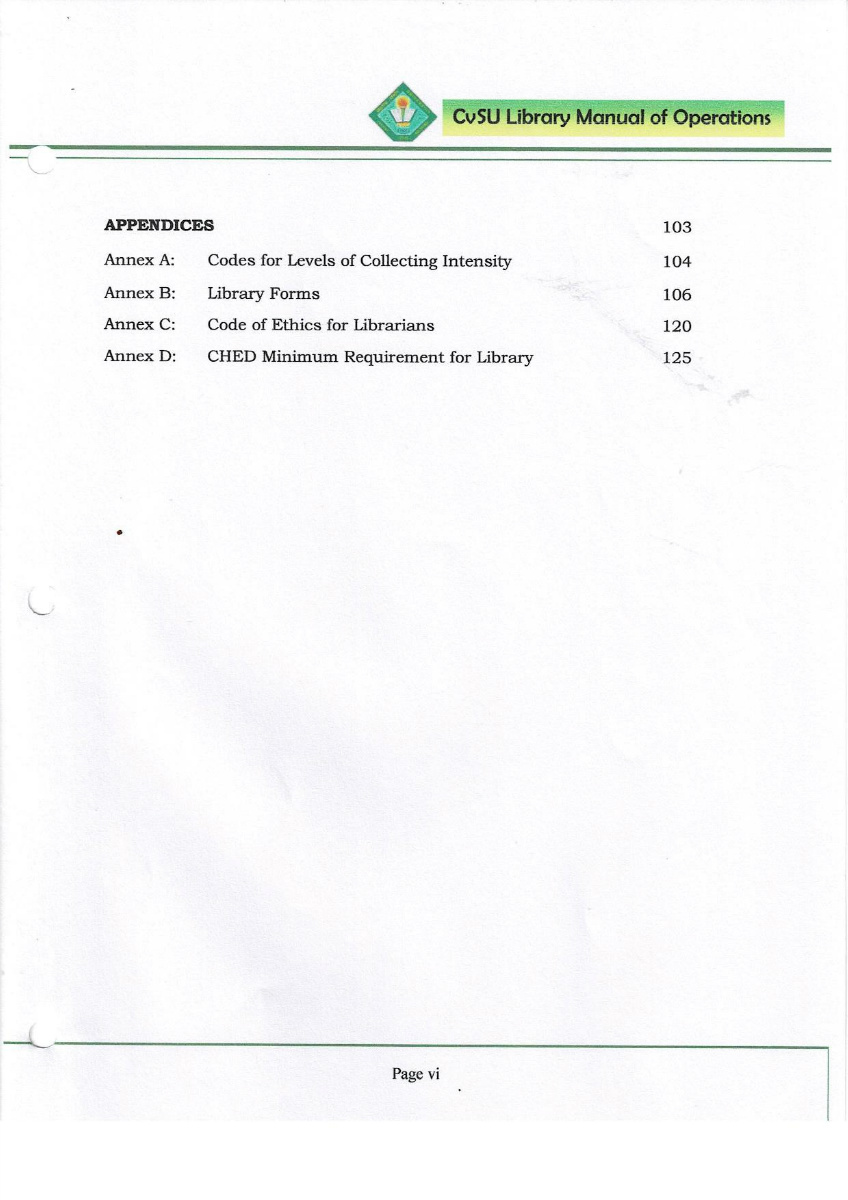 CvSU Library Manual of Operations
APPENDICES 103
Annex A: Codes for Levels of Collecting Intensity 104
Annex B: Library Forms 106
Annex C: Code of Ethics for Librarians 120
Annex D: CHED Minimum Requirement for Library 125
Page vi